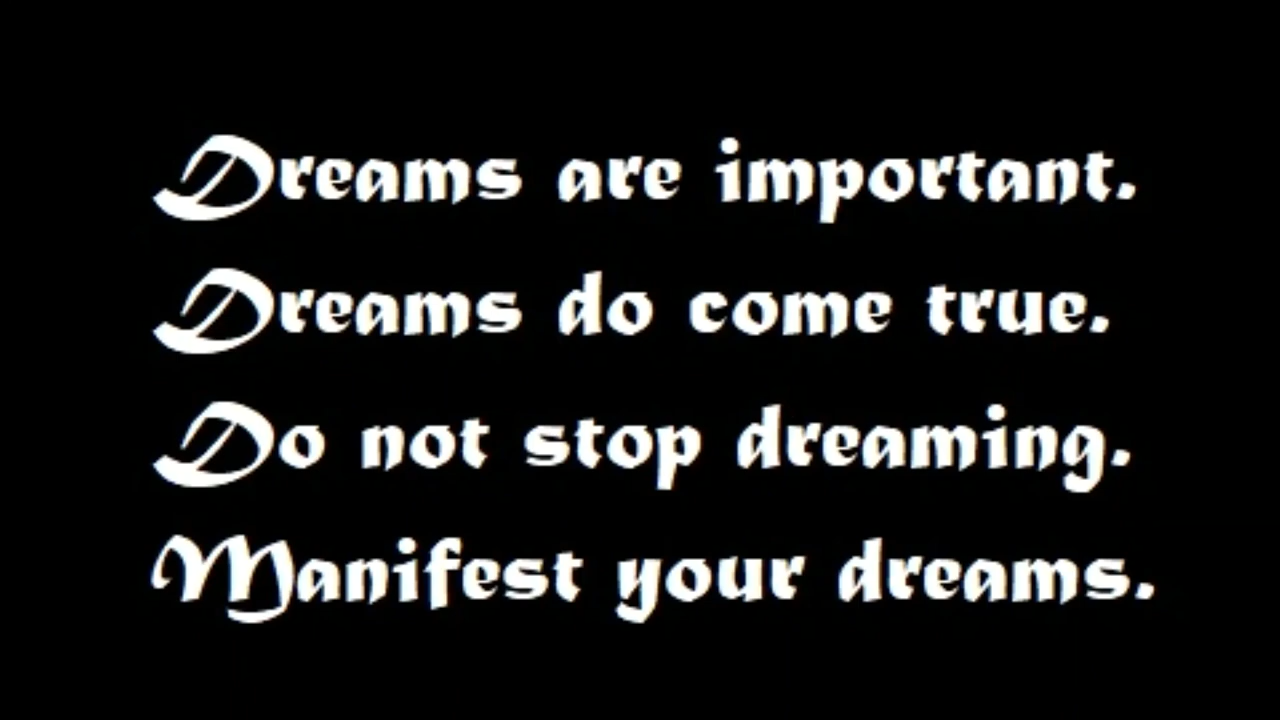 Dreams are important.
Dreams do come true.
Do not stop dreaming.
Manifest your dreams.